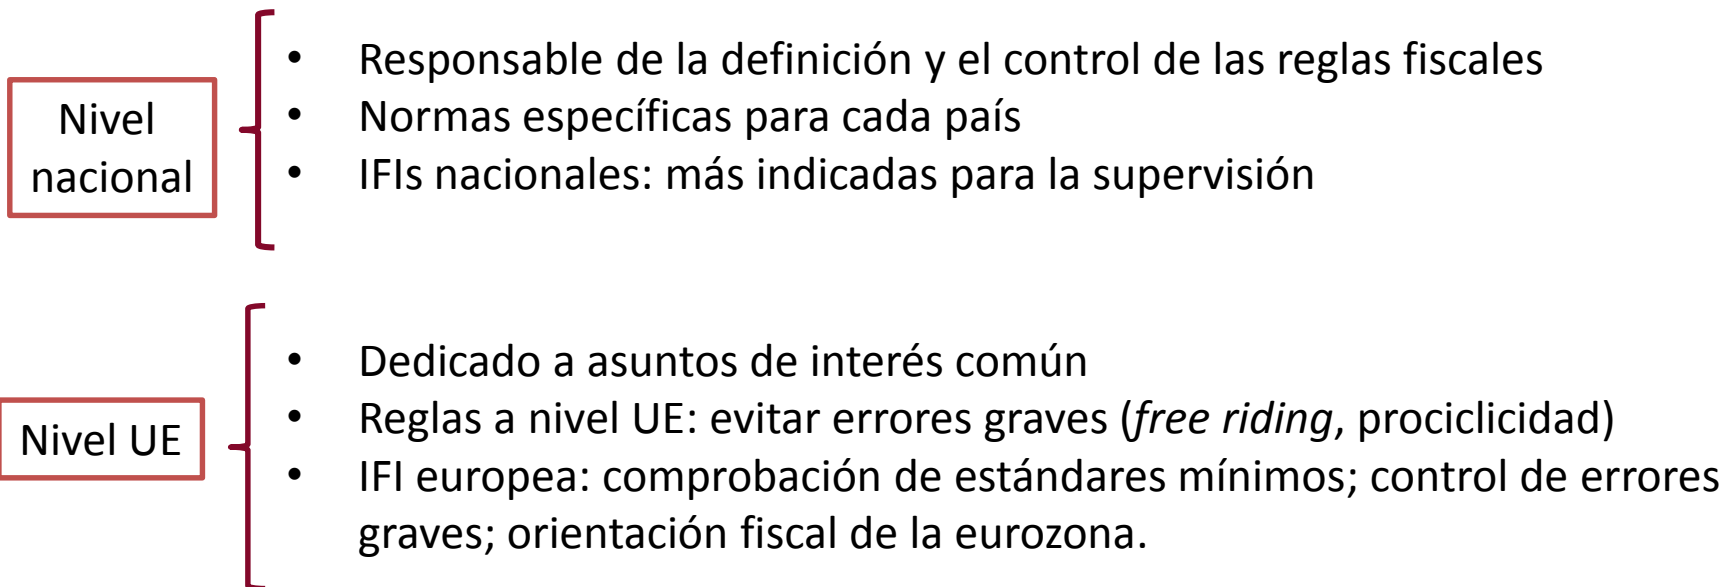 Nivel
nacional
• Responsable de la definición y el control de las reglas fiscales
• Normas específicas para cada país
• IFIs nacionales: más indicadas para la supervisión
Nivel UE
• Dedicado a asuntos de interés común
• Reglas a nivel UE: evitar errores graves (free riding, prociclicidad)
• IFI europea: comprobación de estándares mínimos; control de errores
graves; orientación fiscal de la eurozona.